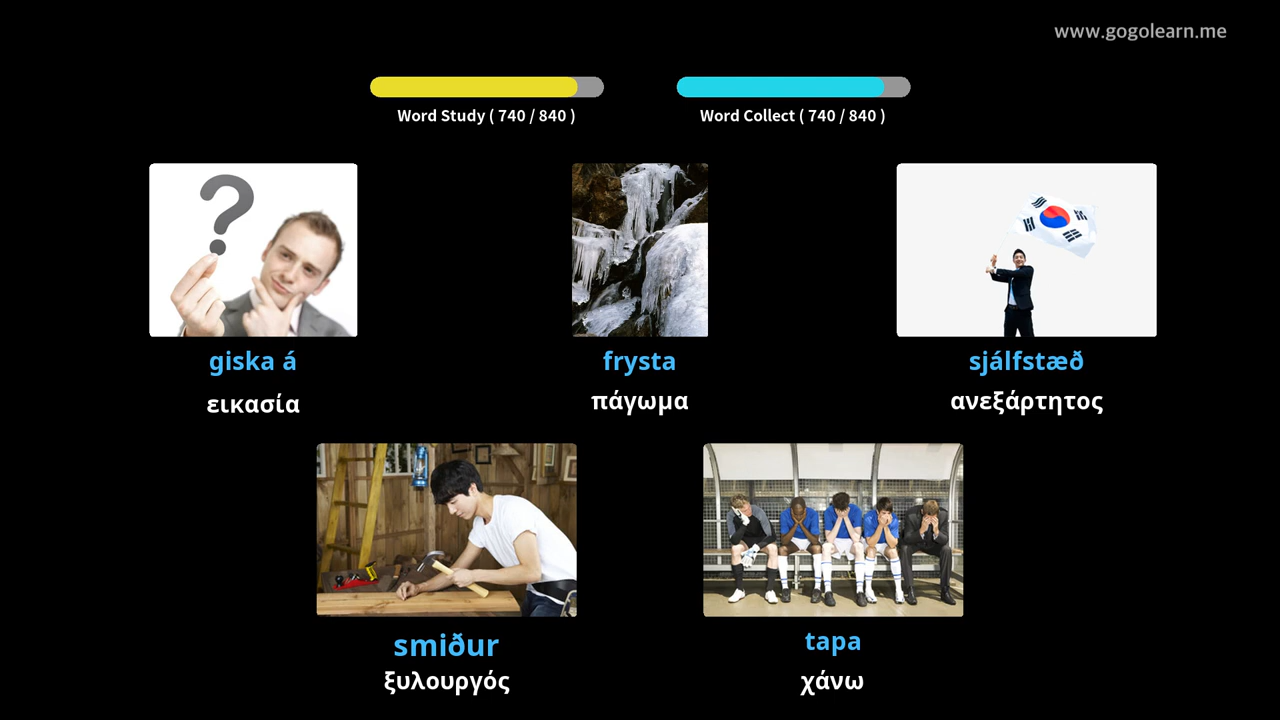 www.gogolearn.me
Word Study ( 740 / 840 )
Word Collect ( 740 / 840 )
giska á
frysta
sjálfstæð
εικασία
πάγωμα
ανεξάρτητος
smiður
tapa
ξυλουργός
χάνω